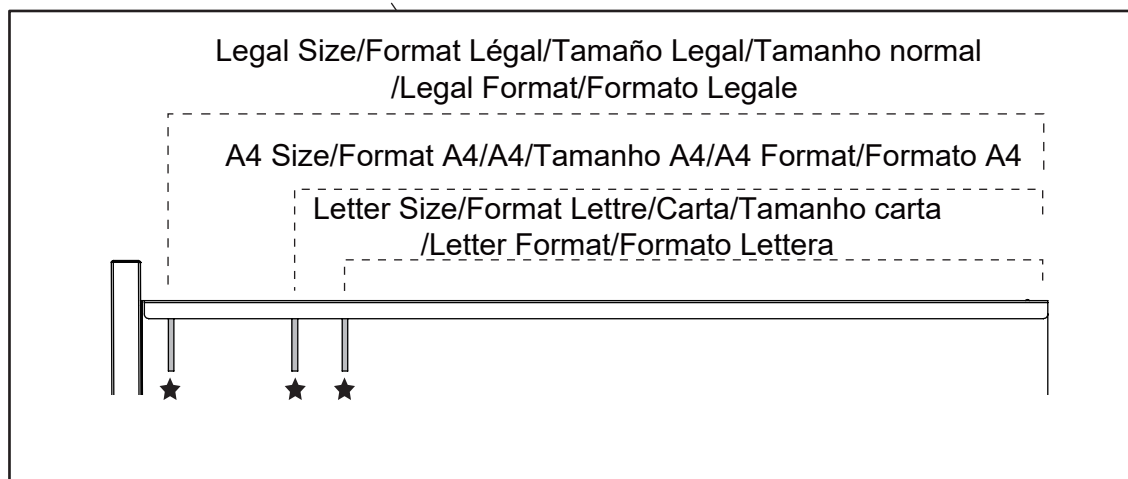 Legal Size/Format Légal/Tamaño Legal/Tamanho normal
/Legal Format/Formato Legale
A4 Size/Format A4/A4/Tamanho A4/A4 Format/Formato A4
Letter Size/Format Lettre/Carta/Tamanho carta
/Letter Format/Formato Lettera